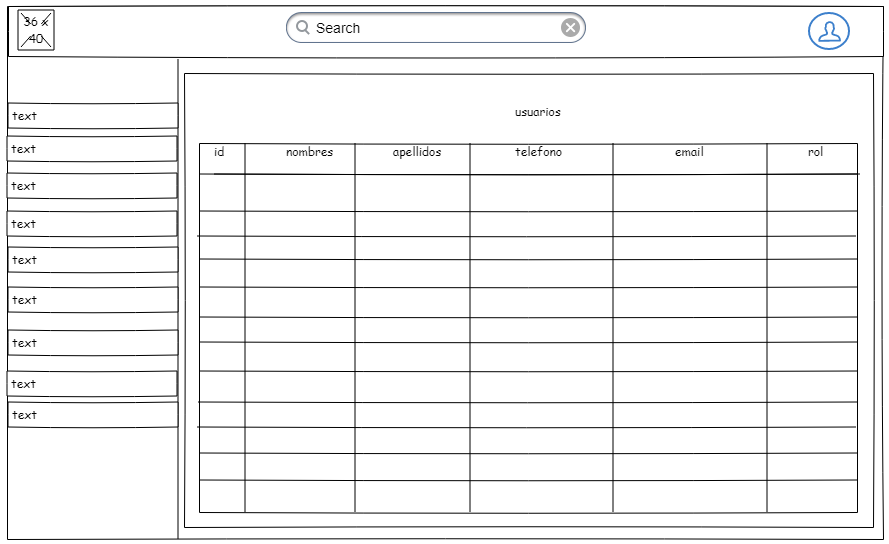 36 x
40
Search
text
text
text
text
text
text
text
text
text
usuarios
id nombres apellidos telefono email rol